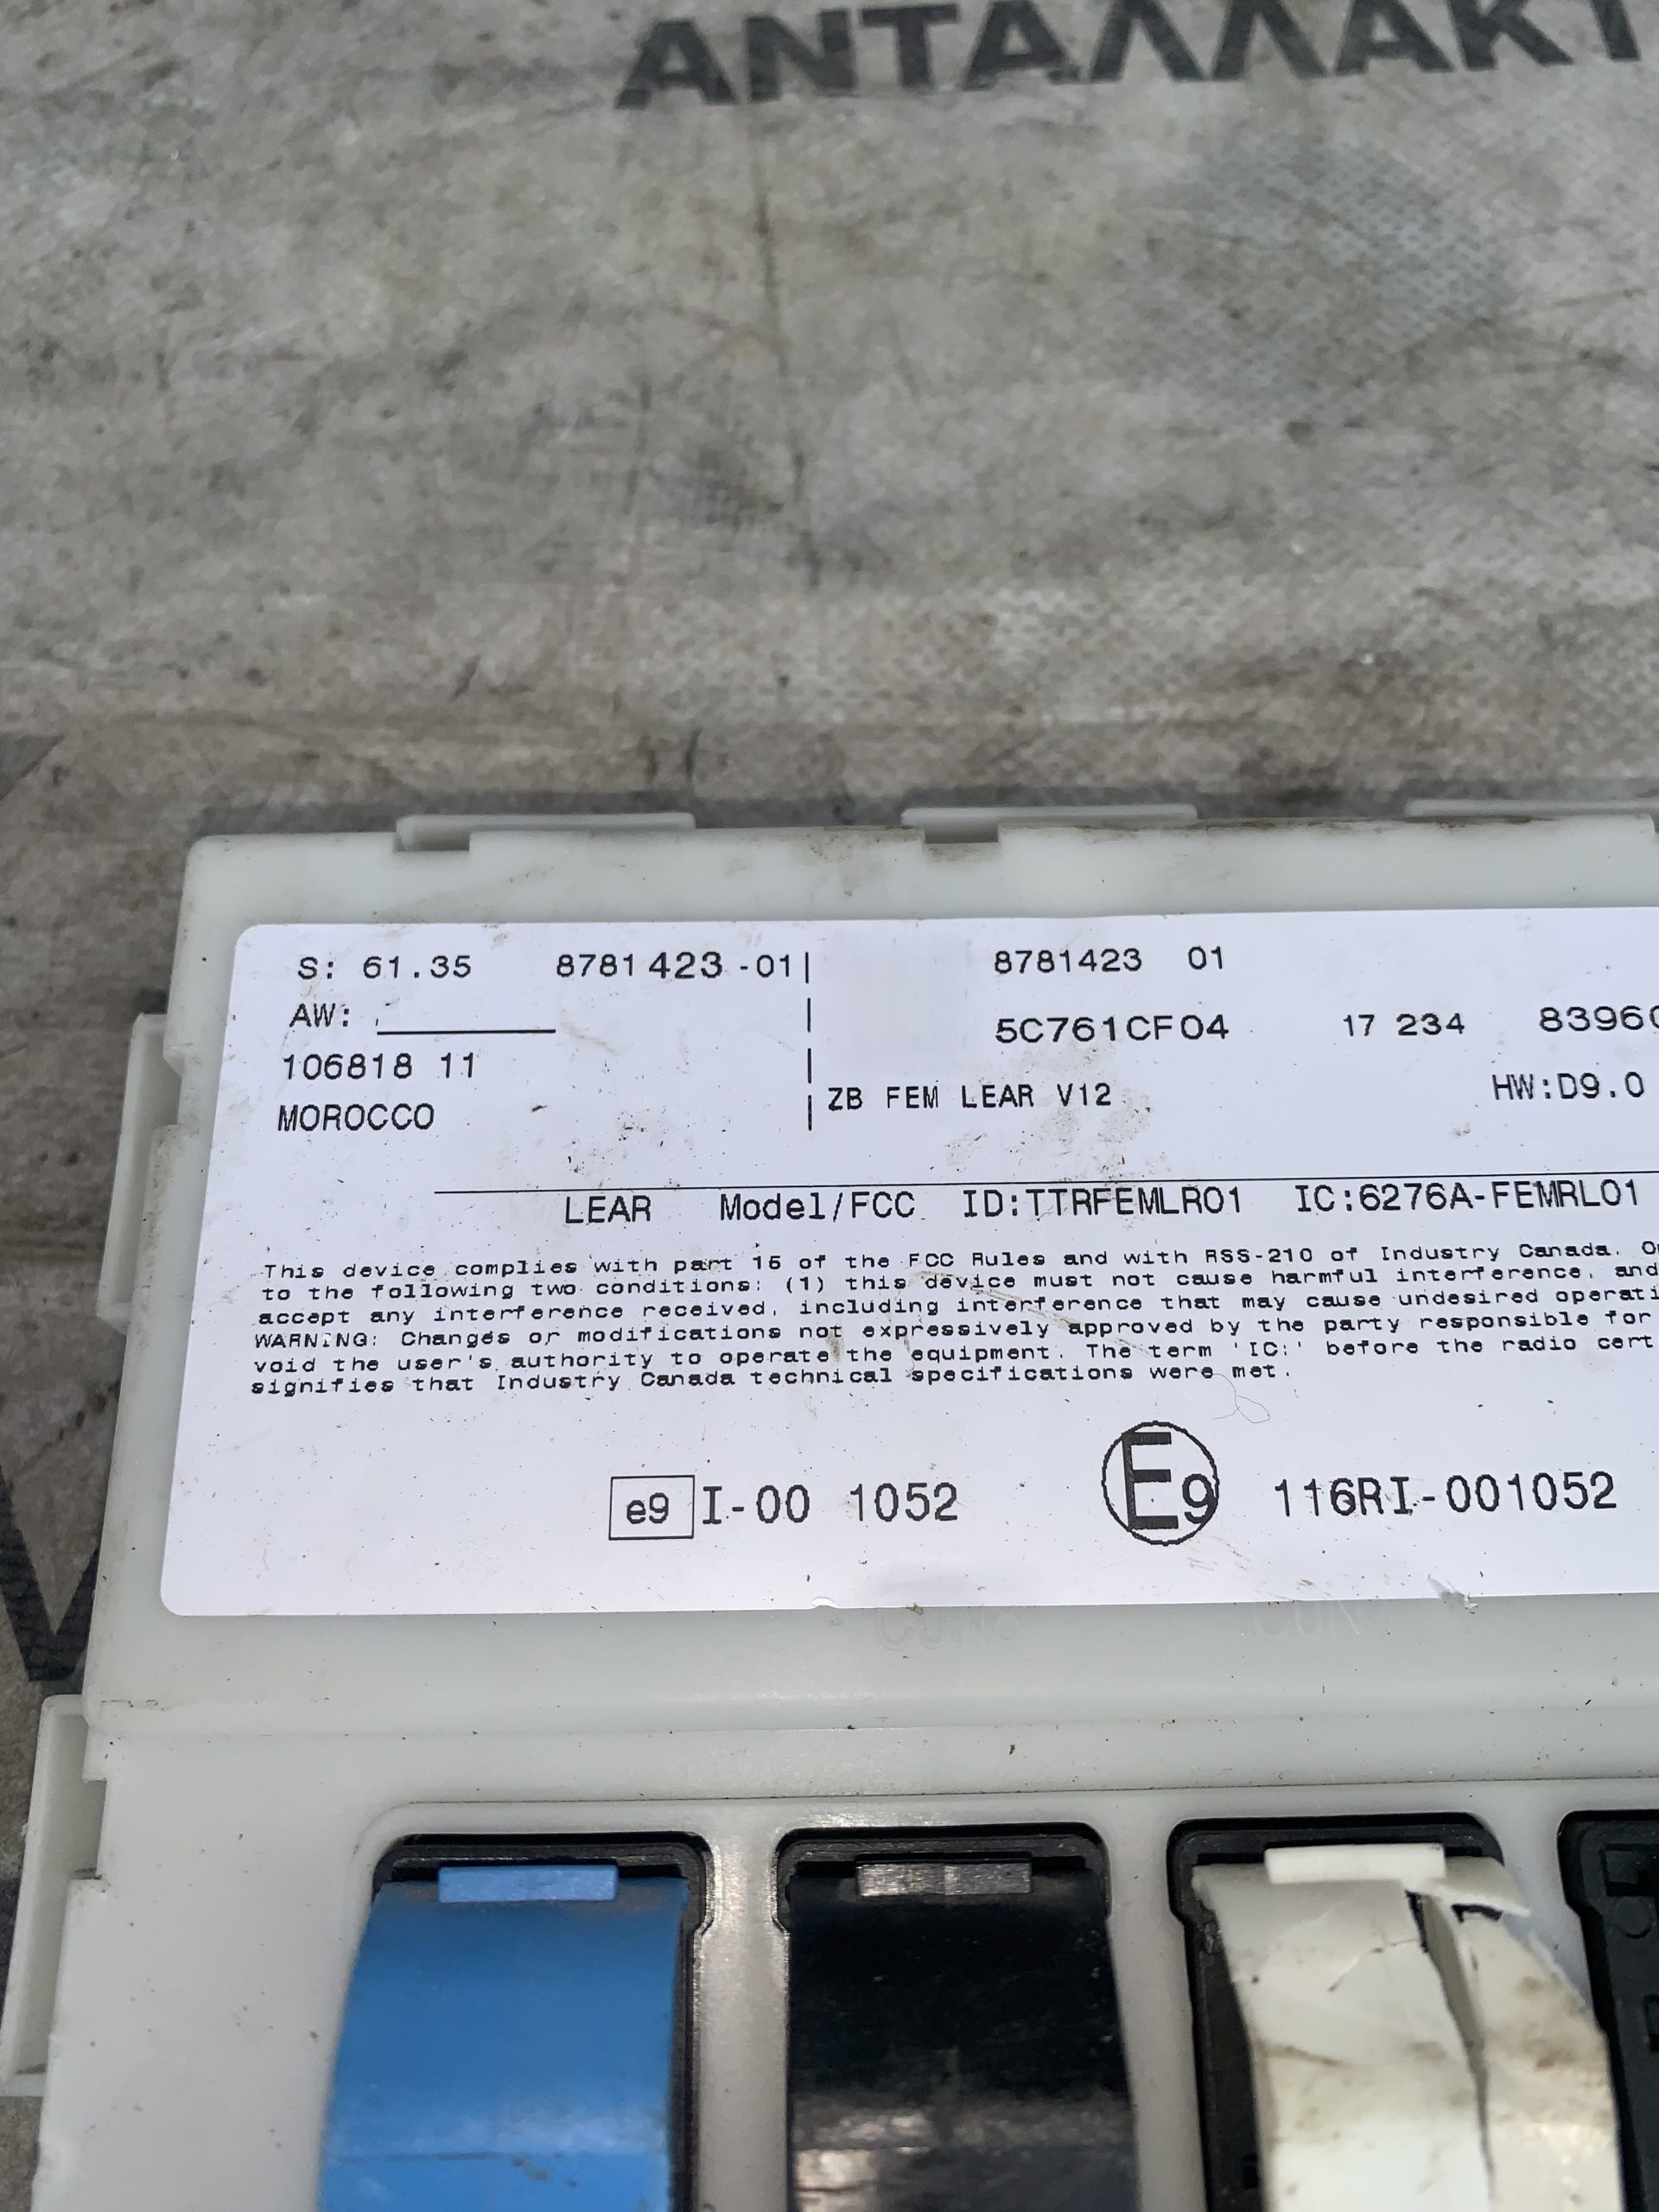 ΑΝΤΑΛΛΑΚΤ
S: 61.35 8781423-01| 8781423 01
AW: ________ | 5C761CF04 17 234 83960
106818 11 |
MOROCCO | ZB FEM LEAR V12 HW:D9.0
LEAR Model/FCC ID:TTRFEMLR01 IC:6276A-FEMRL01
This device complies with part 15 of the FCC Rules and with RSS-210 of Industry Canada.
to the following two conditions: (1) this device must not cause harmful interference, and
accept any interference received, including interference that may cause undesired operati
WARNING: Changes or modifications not expressively approved by the party responsible for
void the user's authority to operate the equipment. The term 'IC:' before the radio cert
signifies that Industry Canada technical specifications were met.
e9 I-00 1052 E9 116RI-001052